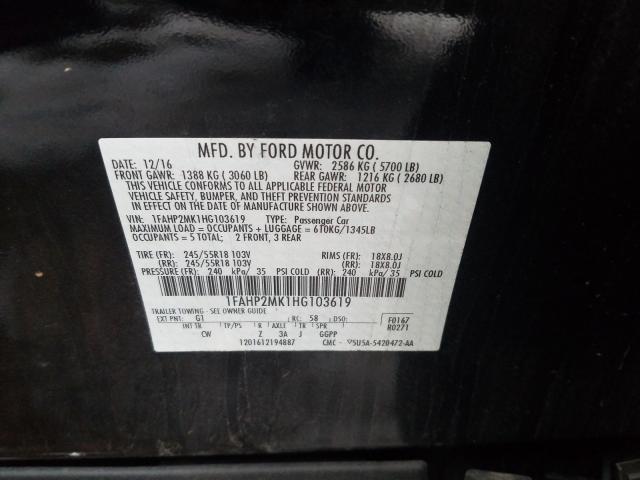 MFD. BY FORD MOTOR CO.
DATE: 12/16 GVWR: 2586 KG ( 5700 LB)
FRONT GAWR: 1388 KG ( 3060 LB) REAR GAWR: 1216 KG ( 2680 LB)
THIS VEHICLE CONFORMS TO ALL APPLICABLE FEDERAL MOTOR
VEHICLE SAFETY, BUMPER, AND THEFT PREVENTION STANDARDS
IN EFFECT ON THE DATE OF MANUFACTURE SHOWN ABOVE.
VIN: 1FAHP2MK1HG103619 TYPE: Passenger Car
MAXIMUM LOAD = OCCUPANTS + LUGGAGE = 610KG/1345LB
OCCUPANTS = 5 TOTAL; 2 FRONT, 3 REAR
TIRE (FR): 245/55R18 103V RIMS (FR): 18X8.0J
(RR): 245/55R18 103V (RR): 18X8.0J
PRESSURE (FR): 240 kPa/ 35 PSI COLD (RR): 240 kPa/ 35 PSI COLD
1FAHP2MK1HG103619
TRAILER TOWING - SEE OWNER GUIDE
EXT PNT: G1 RC: 58 DSO: F0167
INT TR TP/PS R AXLE TR SPR R0271
CW Z 3A J GGPP
1201612194887 CMC - 5U5A-5420472-AA